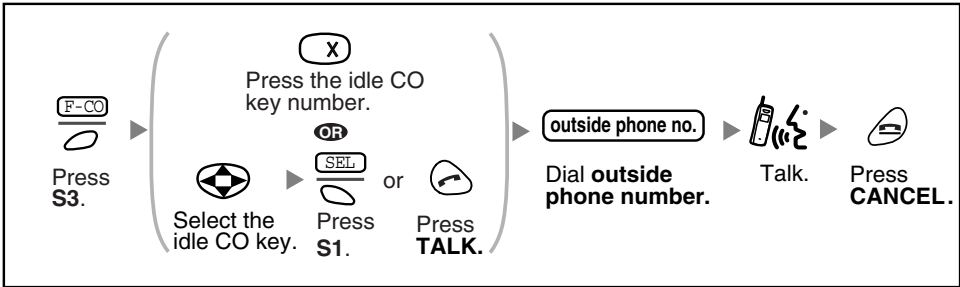 F-CO
Press
S3.
X
Press the idle CO
key number.
OR
Select the
idle CO key.
SEL
Press
S1.
or
Press
TALK.
outside phone no.
Dial outside
phone number.
Talk.
Press
CANCEL.